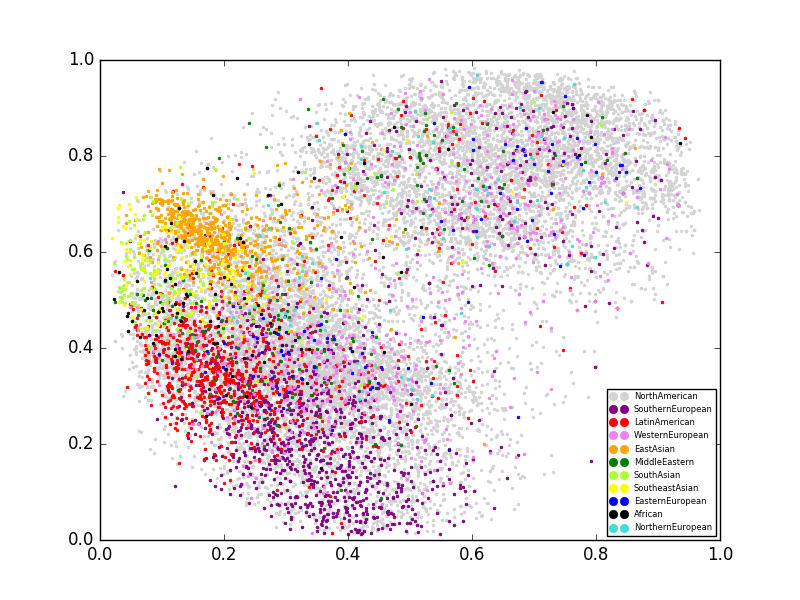 1.0
0.8
0.6
0.4
0.2
0.0
0.0 0.2 0.4 0.6 0.8 1.0
NorthAmerican
SouthernEuropean
LatinAmerican
WesternEuropean
EastAsian
MiddleEastern
SouthAsian
SoutheastAsian
EasternEuropean
African
NorthernEuropean